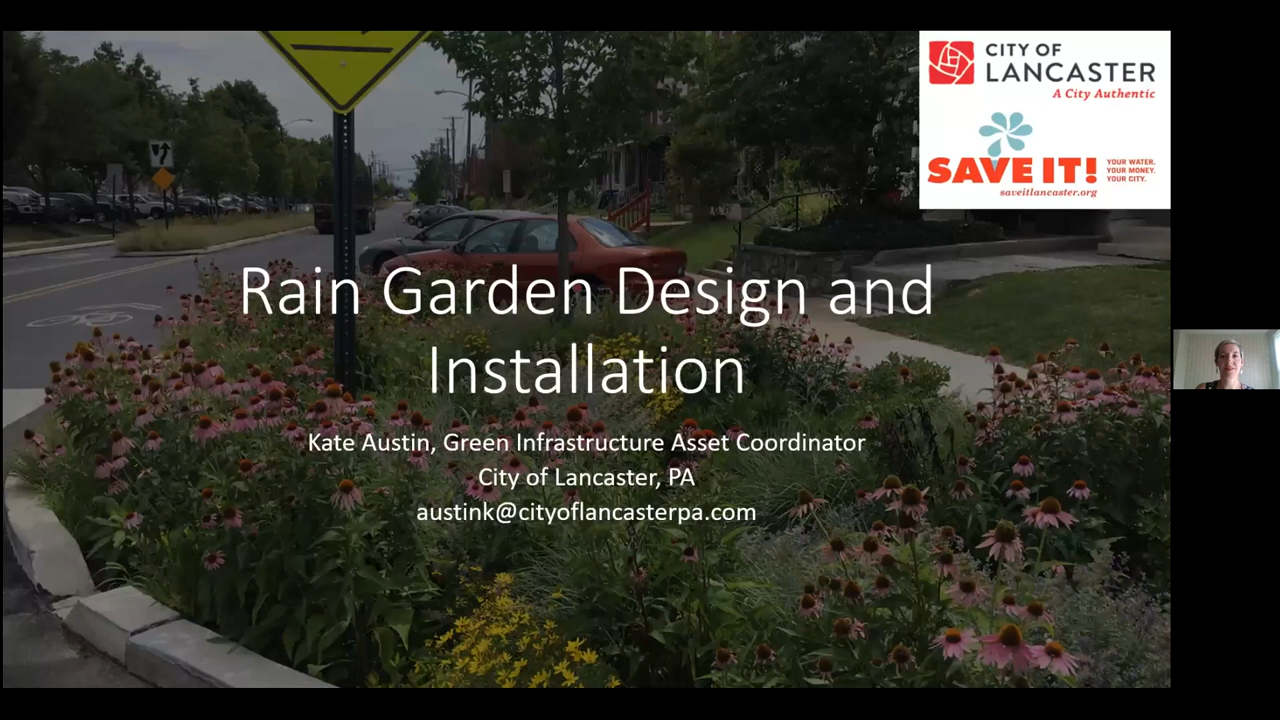 CITY OF
LANCASTER
A City Authentic
SAVE IT!
YOUR WATER.
YOUR MONEY.
YOUR CITY.
saveitlancaster.org
Rain Garden Design and
Installation
Kate Austin, Green Infrastructure Asset Coordinator
City of Lancaster, PA
austink@cityoflancasterpa.com